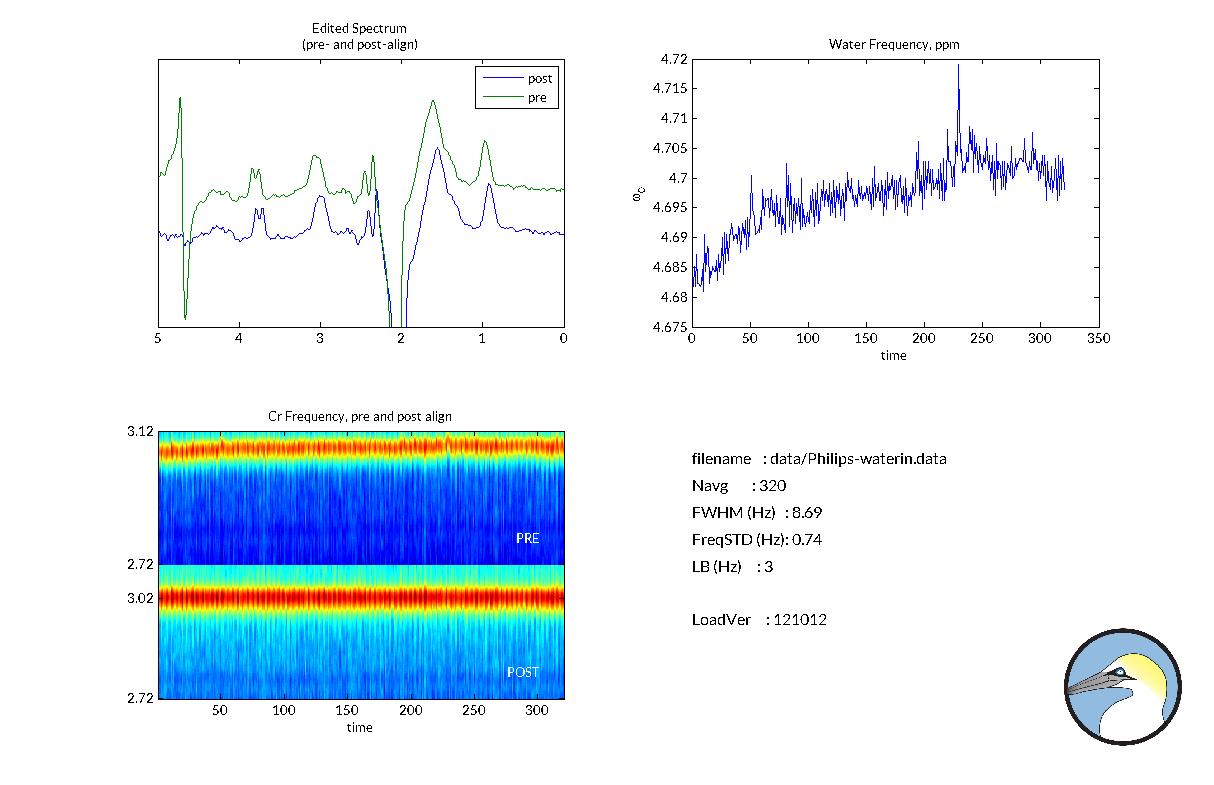 Edited Spectrum
(pre- and post-align)
post
pre
5 4 3 2 1 0
Water Frequency, ppm
4.72
4.715
4.71
4.705
4.7
4.695
4.69
4.685
4.68
4.675
ω0
0 50 100 150 200 250 300 350
time
Cr Frequency, pre and post align
3.12
PRE
2.72
3.02
POST
2.72
50 100 150 200 250 300
time
filename : data/Philips-waterin.data
Navg : 320
FWHM (Hz) : 8.69
FreqSTD (Hz): 0.74
LB (Hz) : 3
LoadVer : 121012